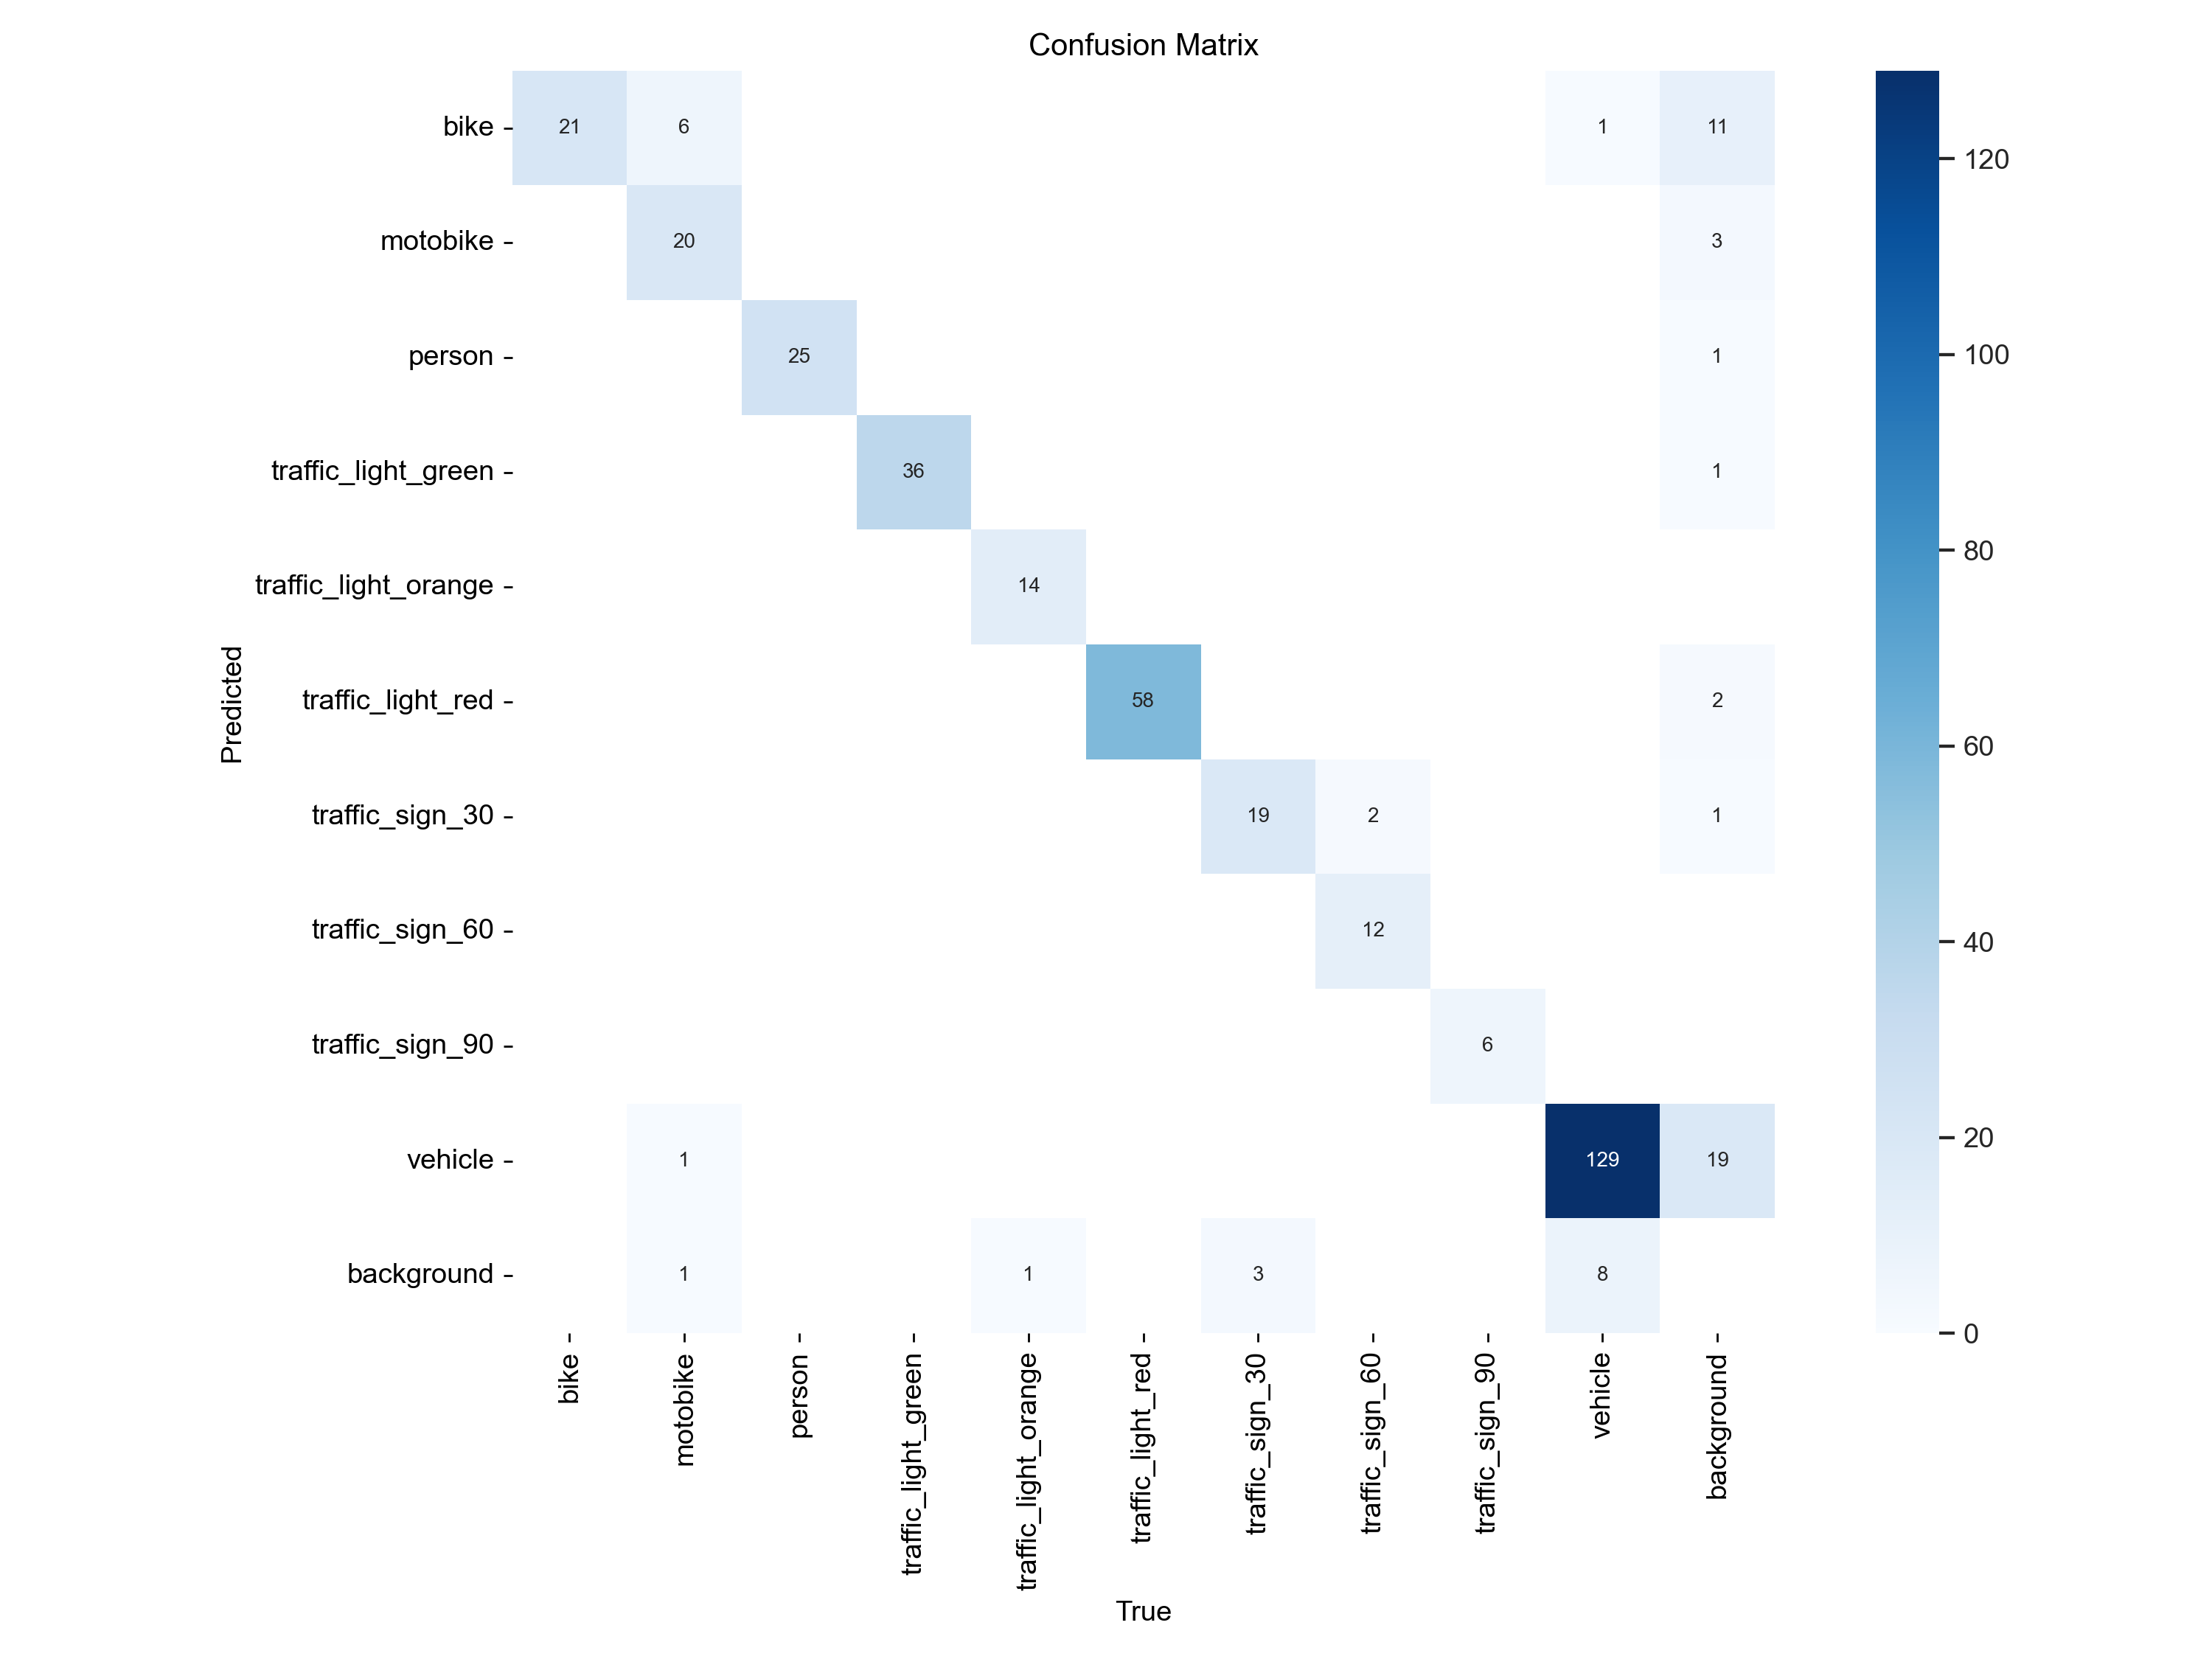 Confusion Matrix
bike 21 6 1 11
motobike 20 3
person 25 1
traffic_light_green 36 1
traffic_light_orange 14
traffic_light_red 58 2
traffic_sign_30 19 2 1
traffic_sign_60 12
traffic_sign_90 6
vehicle 1 129 19
background 1 1 3 8
Predicted
bike
motobike
person
traffic_light_green
traffic_light_orange
traffic_light_red
traffic_sign_30
traffic_sign_60
traffic_sign_90
vehicle
background
True
120
100
80
60
40
20
0